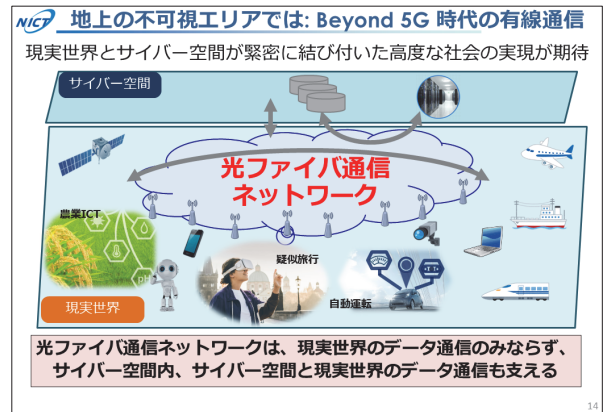 NICT 地上の不可視エリアでは: Beyond 5G 時代の有線通信
現実世界とサイバー空間が緊密に結び付いた高度な社会の実現が期待
サイバー空間
光ファイバ通信
ネットワーク
農業ICT
疑似旅行
自動運転
現実世界
光ファイバ通信ネットワークは、現実世界のデータ通信のみならず、
サイバー空間内、サイバー空間と現実世界のデータ通信も支える
14